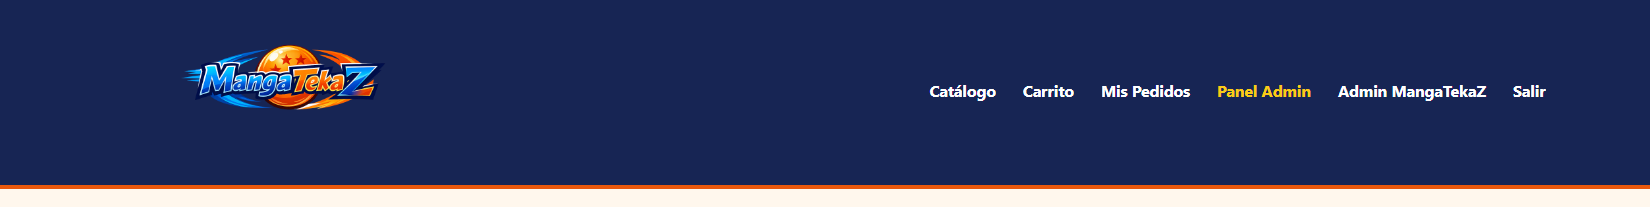 MangaTekaZ
Catálogo Carrito Mis Pedidos Panel Admin Admin MangaTekaZ Salir